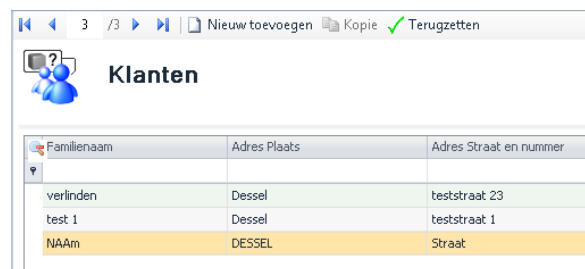 3 /3 Nieuw toevoegen Kopie Terugzetten
?
Klanten
Familienaam Adres Plaats Adres Straat en nummer
verlinden Dessel teststraat 23
test 1 Dessel teststraat 1
NAAm DESSEL Straat